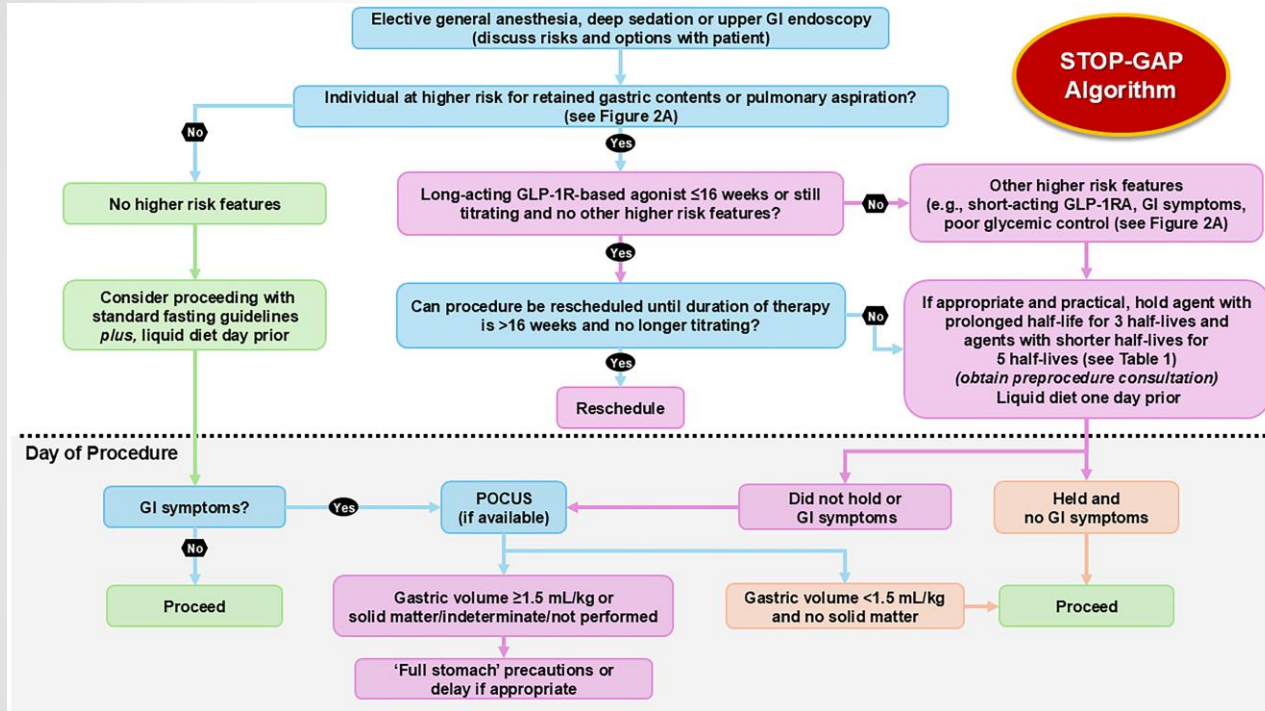 Elective general anesthesia, deep sedation or upper GI endoscopy
(discuss risks and options with patient)
STOP-GAP
Algorithm
Individual at higher risk for retained gastric contents or pulmonary aspiration?
(see Figure 2A)
No
Yes
No higher risk features
Long-acting GLP-1R-based agonist ≤16 weeks or still
titrating and no other higher risk features?
No
Other higher risk features
(e.g., short-acting GLP-1RA, GI symptoms,
poor glycemic control (see Figure 2A)
Yes
Consider proceeding with
standard fasting guidelines
plus, liquid diet day prior
Can procedure be rescheduled until duration of therapy
is >16 weeks and no longer titrating?
No
If appropriate and practical, hold agent with
prolonged half-life for 3 half-lives and
agents with shorter half-lives for
5 half-lives (see Table 1)
(obtain preprocedure consultation)
Liquid diet one day prior
Yes
Reschedule
Day of Procedure
GI symptoms?
Yes
POCUS
(if available)
Did not hold or
GI symptoms
Held and
no GI symptoms
No
Proceed
Gastric volume ≥1.5 mL/kg or
solid matter/indeterminate/not performed
Gastric volume <1.5 mL/kg
and no solid matter
Proceed
‘Full stomach’ precautions or
delay if appropriate